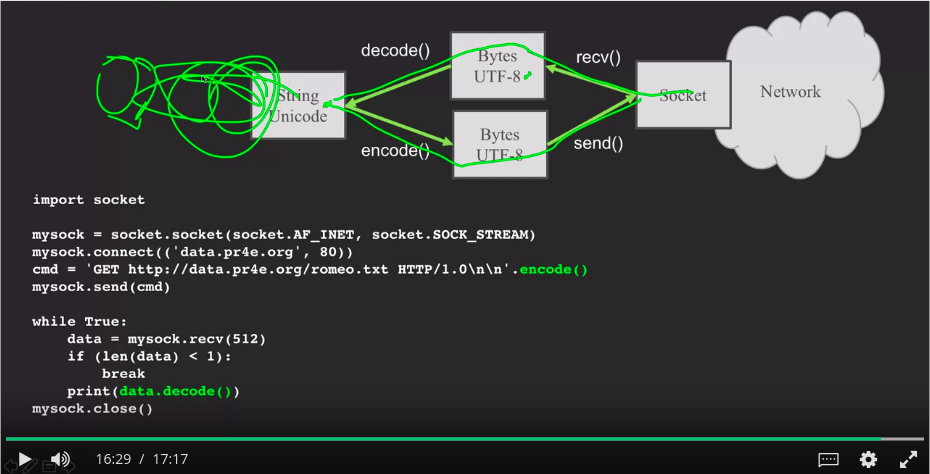 decode()
Bytes
UTF-8
recv()
String
Unicode
Socket
Network
encode()
Bytes
UTF-8
send()
import socket
mysock = socket.socket(socket.AF_INET, socket.SOCK_STREAM)
mysock.connect(('data.pr4e.org', 80))
cmd = 'GET http://data.pr4e.org/romeo.txt HTTP/1.0\n\n'.encode()
mysock.send(cmd)
while True:
    data = mysock.recv(512)
    if (len(data) < 1):
        break
    print(data.decode())
mysock.close()
16:29 / 17:17